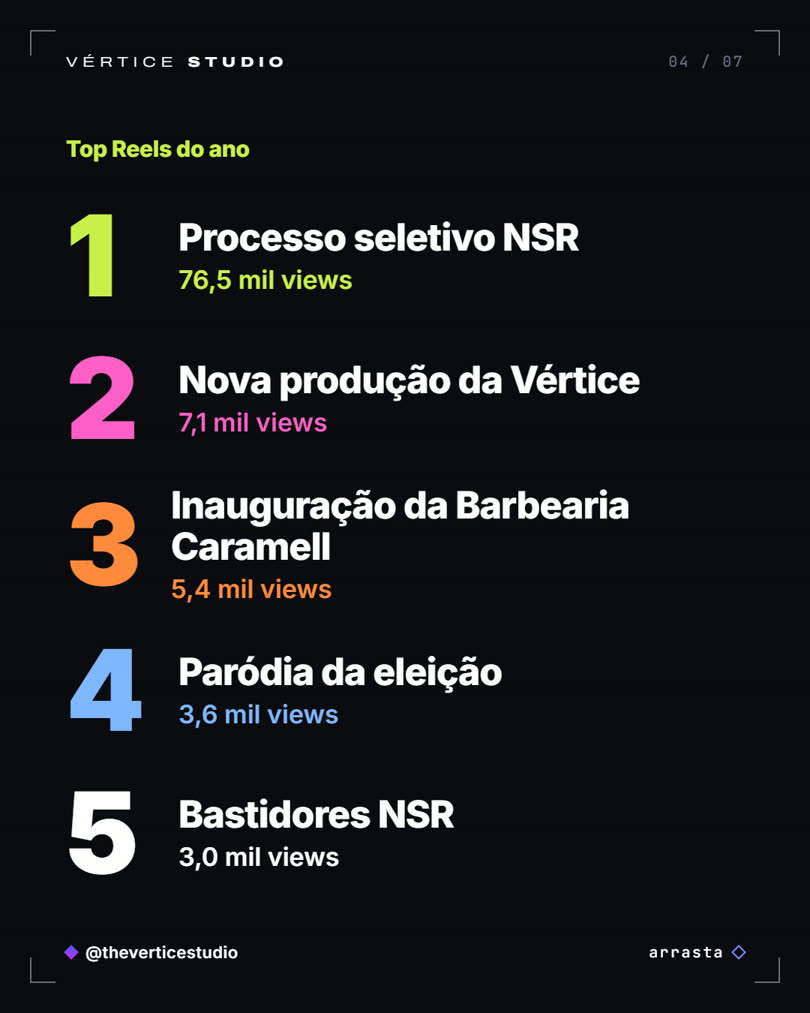 VÉRTICE STUDIO
04 / 07
Top Reels do ano
1
Processo seletivo NSR
76,5 mil views
2
Nova produção da Vértice
7,1 mil views
3
Inauguração da Barbearia
Caramell
5,4 mil views
4
Paródia da eleição
3,6 mil views
5
Bastidores NSR
3,0 mil views
@theverticestudio
arrasta